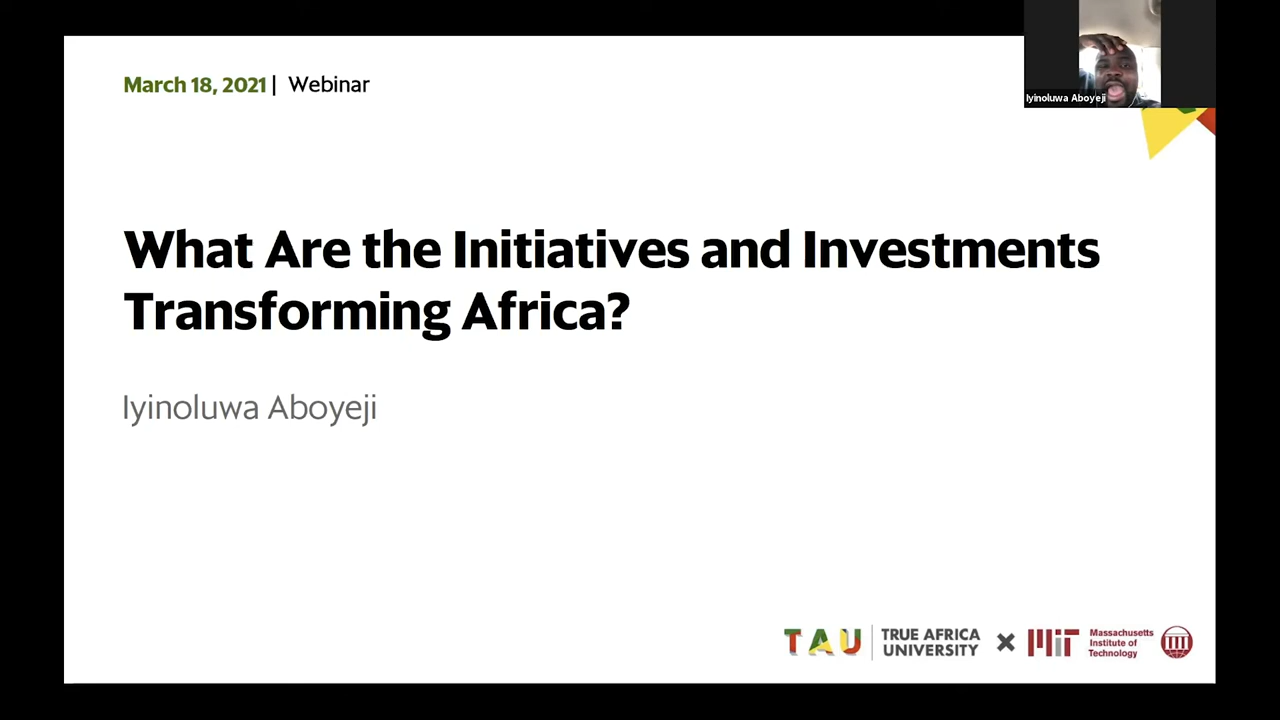 March 18, 2021 | Webinar
Iyinoluwa Aboyeji
What Are the Initiatives and Investments
Transforming Africa?
Iyinoluwa Aboyeji
TAU | TRUE AFRICA UNIVERSITY × MIT Massachusetts Institute of Technology